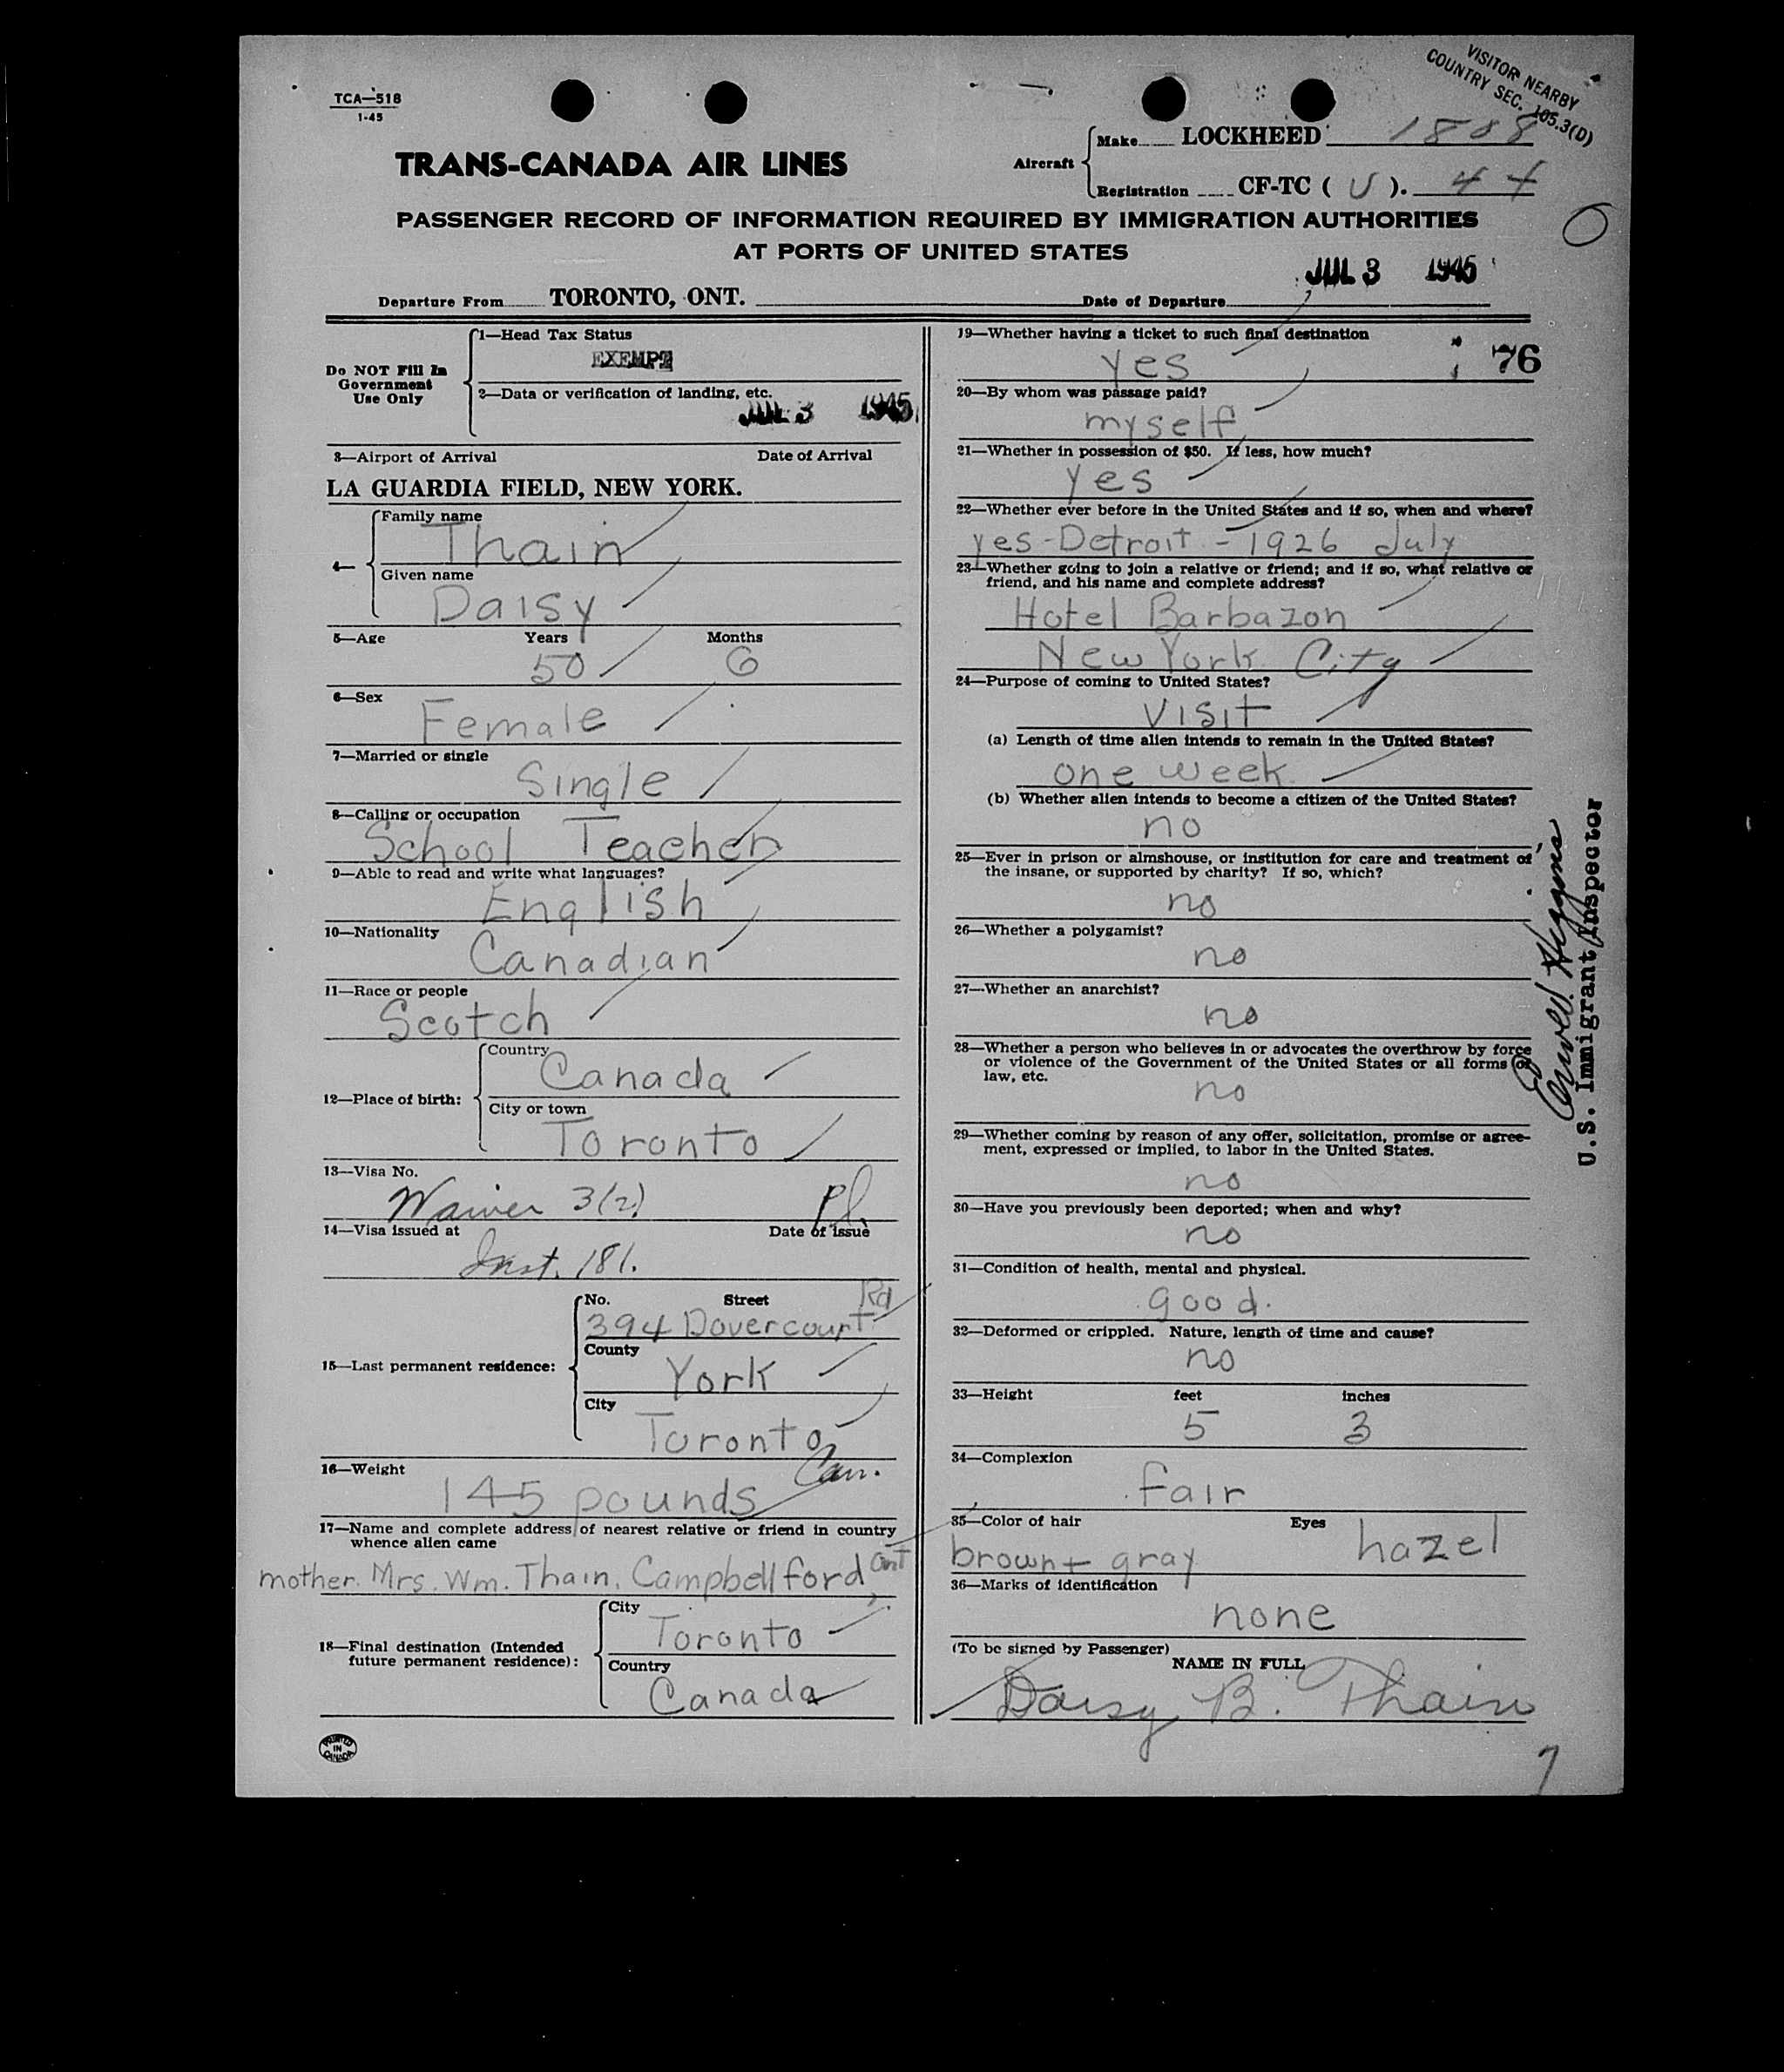 VISITOR NEARBY
COUNTRY SEC. 105.3(D)
TCA—518
1-45
TRANS-CANADA AIR LINES
Aircraft
Make LOCKHEED 1808
Registration CF-TC ( U ). 44
PASSENGER RECORD OF INFORMATION REQUIRED BY IMMIGRATION AUTHORITIES
AT PORTS OF UNITED STATES
JUL 3 1945
Departure From TORONTO, ONT. Date of Departure
Do NOT Fill In
Government
Use Only
1—Head Tax Status
EXEMPT
2—Data or verification of landing, etc.
JUL 3 1945
3—Airport of Arrival Date of Arrival
LA GUARDIA FIELD, NEW YORK.
4—
Family name
Thain
Given name
Daisy
5—Age Years Months
50 6
6—Sex
Female
7—Married or single
Single
8—Calling or occupation
School Teacher
9—Able to read and write what languages?
English
10—Nationality
Canadian
11—Race or people
Scotch
12—Place of birth:
Country
Canada
City or town
Toronto
13—Visa No.
Waiver 3(2)
14—Visa issued at Date of issue
Inst. 181.
15—Last permanent residence:
No. Street
394 Dovercourt Rd
County
York
City
Toronto
Can.
16—Weight
145 pounds
17—Name and complete address of nearest relative or friend in country
whence alien came
mother. Mrs. Wm. Thain, Campbellford Ont
18—Final destination (Intended
future permanent residence):
City
Toronto
Country
Canada
PRINTED
IN
CANADA
19—Whether having a ticket to such final destination
yes
76
20—By whom was passage paid?
myself
21—Whether in possession of $50. If less, how much?
yes
22—Whether ever before in the United States and if so, when and where?
yes - Detroit - 1926 July
23—Whether going to join a relative or friend; and if so, what relative or
friend, and his name and complete address?
Hotel Barbazon
New York City
24—Purpose of coming to United States?
Visit
(a) Length of time alien intends to remain in the United States?
one week
(b) Whether alien intends to become a citizen of the United States?
no
25—Ever in prison or almshouse, or institution for care and treatment of
the insane, or supported by charity? If so, which?
no
26—Whether a polygamist?
no
27—Whether an anarchist?
no
28—Whether a person who believes in or advocates the overthrow by force
or violence of the Government of the United States or all forms of
law, etc.
no
29—Whether coming by reason of any offer, solicitation, promise or agree-
ment, expressed or implied, to labor in the United States.
no
30—Have you previously been deported; when and why?
no
31—Condition of health, mental and physical.
good.
32—Deformed or crippled. Nature, length of time and cause?
no
33—Height feet inches
5 3
34—Complexion
fair
35—Color of hair Eyes
brown + gray hazel
36—Marks of identification
none
(To be signed by Passenger)
NAME IN FULL
Daisy B. Thain
7
Higgins
U.S. Immigrant Inspector